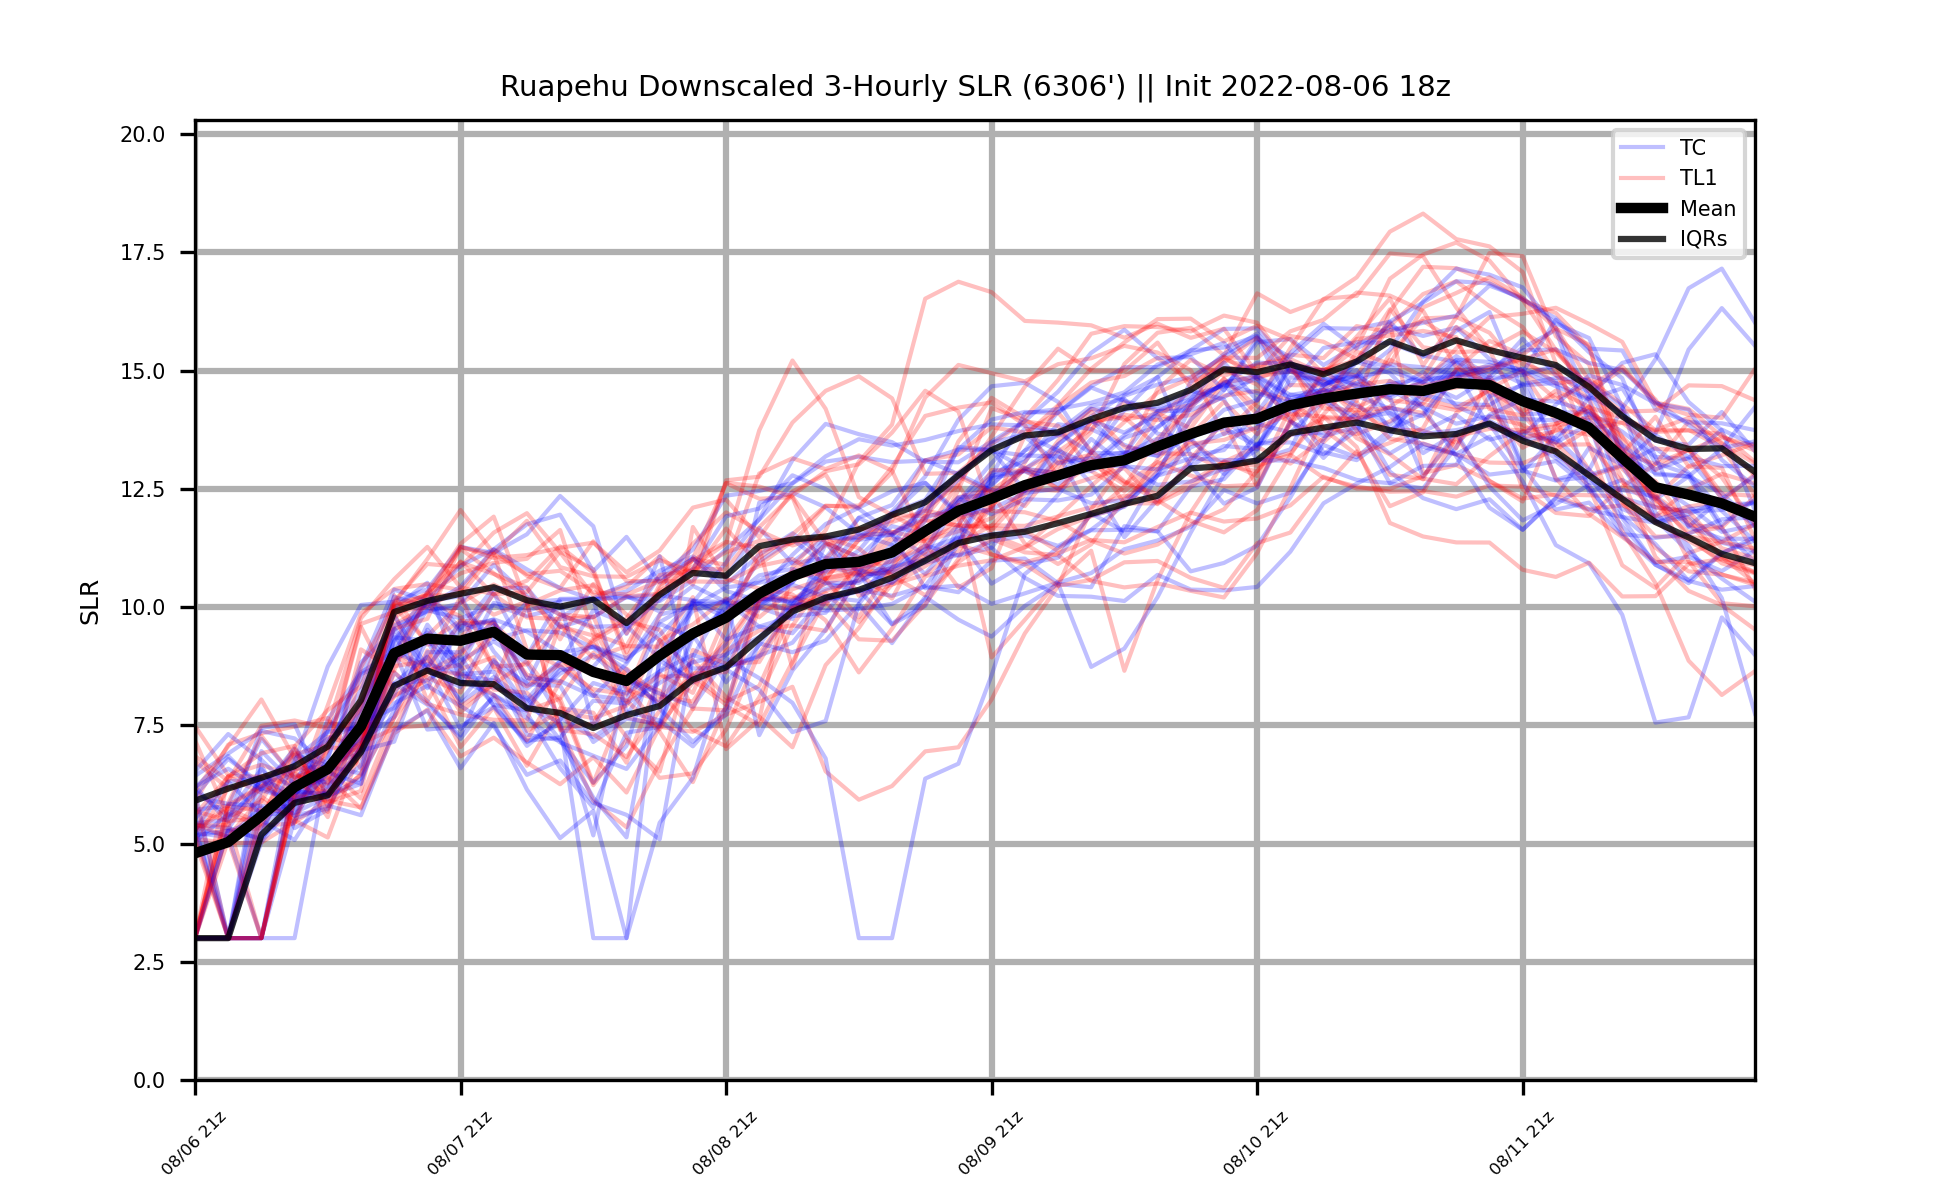 Ruapehu Downscaled 3-Hourly SLR (6306') || Init 2022-08-06 18z
TC
TL1
Mean
IQRs
SLR
20.0
17.5
15.0
12.5
10.0
7.5
5.0
2.5
0.0
08/06 21z
08/07 21z
08/08 21z
08/09 21z
08/10 21z
08/11 21z